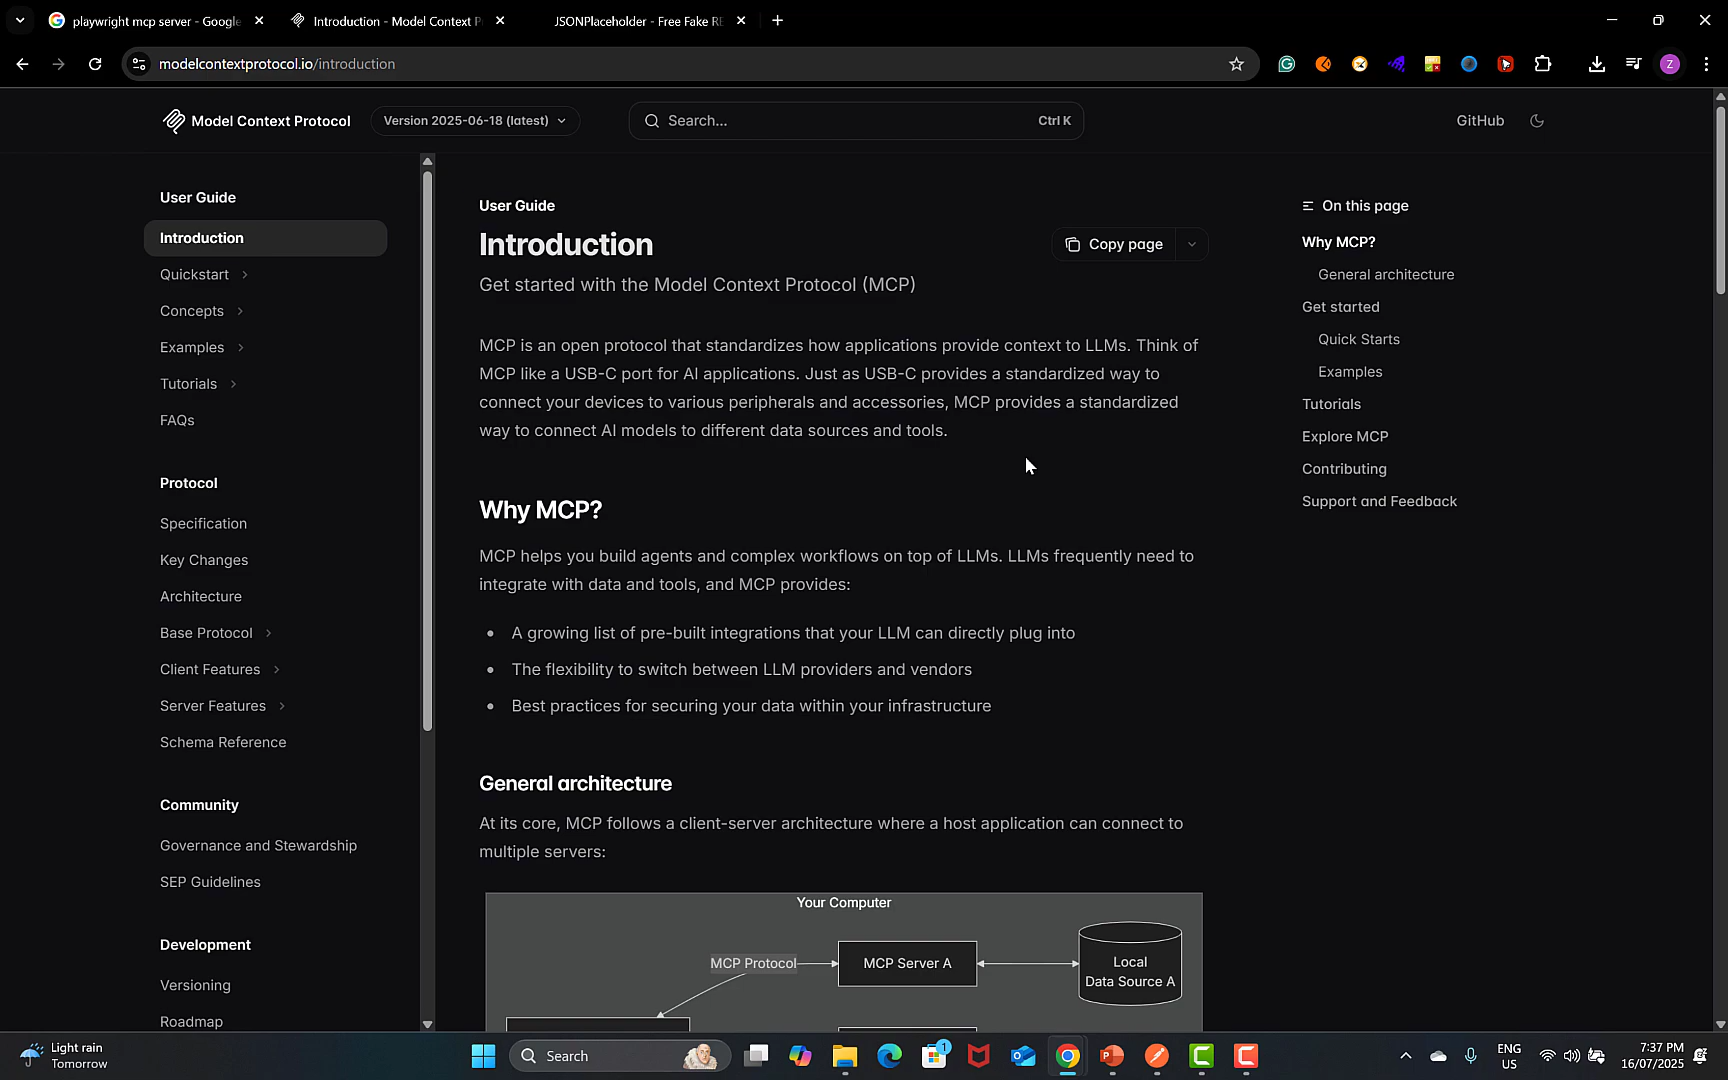 playwright mcp server - Google
Introduction - Model Context P
JSONPlaceholder - Free Fake RE
modelcontextprotocol.io/introduction
Z
Model Context Protocol
Version 2025-06-18 (latest)
Search...
Ctrl K
GitHub
User Guide
Introduction
Quickstart
Concepts
Examples
Tutorials
FAQs
Protocol
Specification
Key Changes
Architecture
Base Protocol
Client Features
Server Features
Schema Reference
Community
Governance and Stewardship
SEP Guidelines
Development
Versioning
Roadmap
User Guide
Introduction
Copy page
Get started with the Model Context Protocol (MCP)
MCP is an open protocol that standardizes how applications provide context to LLMs. Think of
MCP like a USB-C port for AI applications. Just as USB-C provides a standardized way to
connect your devices to various peripherals and accessories, MCP provides a standardized
way to connect AI models to different data sources and tools.
Why MCP?
MCP helps you build agents and complex workflows on top of LLMs. LLMs frequently need to
integrate with data and tools, and MCP provides:
A growing list of pre-built integrations that your LLM can directly plug into
The flexibility to switch between LLM providers and vendors
Best practices for securing your data within your infrastructure
General architecture
At its core, MCP follows a client-server architecture where a host application can connect to
multiple servers:
Your Computer
MCP Protocol
MCP Server A
Local
Data Source A
On this page
Why MCP?
General architecture
Get started
Quick Starts
Examples
Tutorials
Explore MCP
Contributing
Support and Feedback
Light rain
Tomorrow
Search
1
ENG
US
7:37 PM
16/07/2025